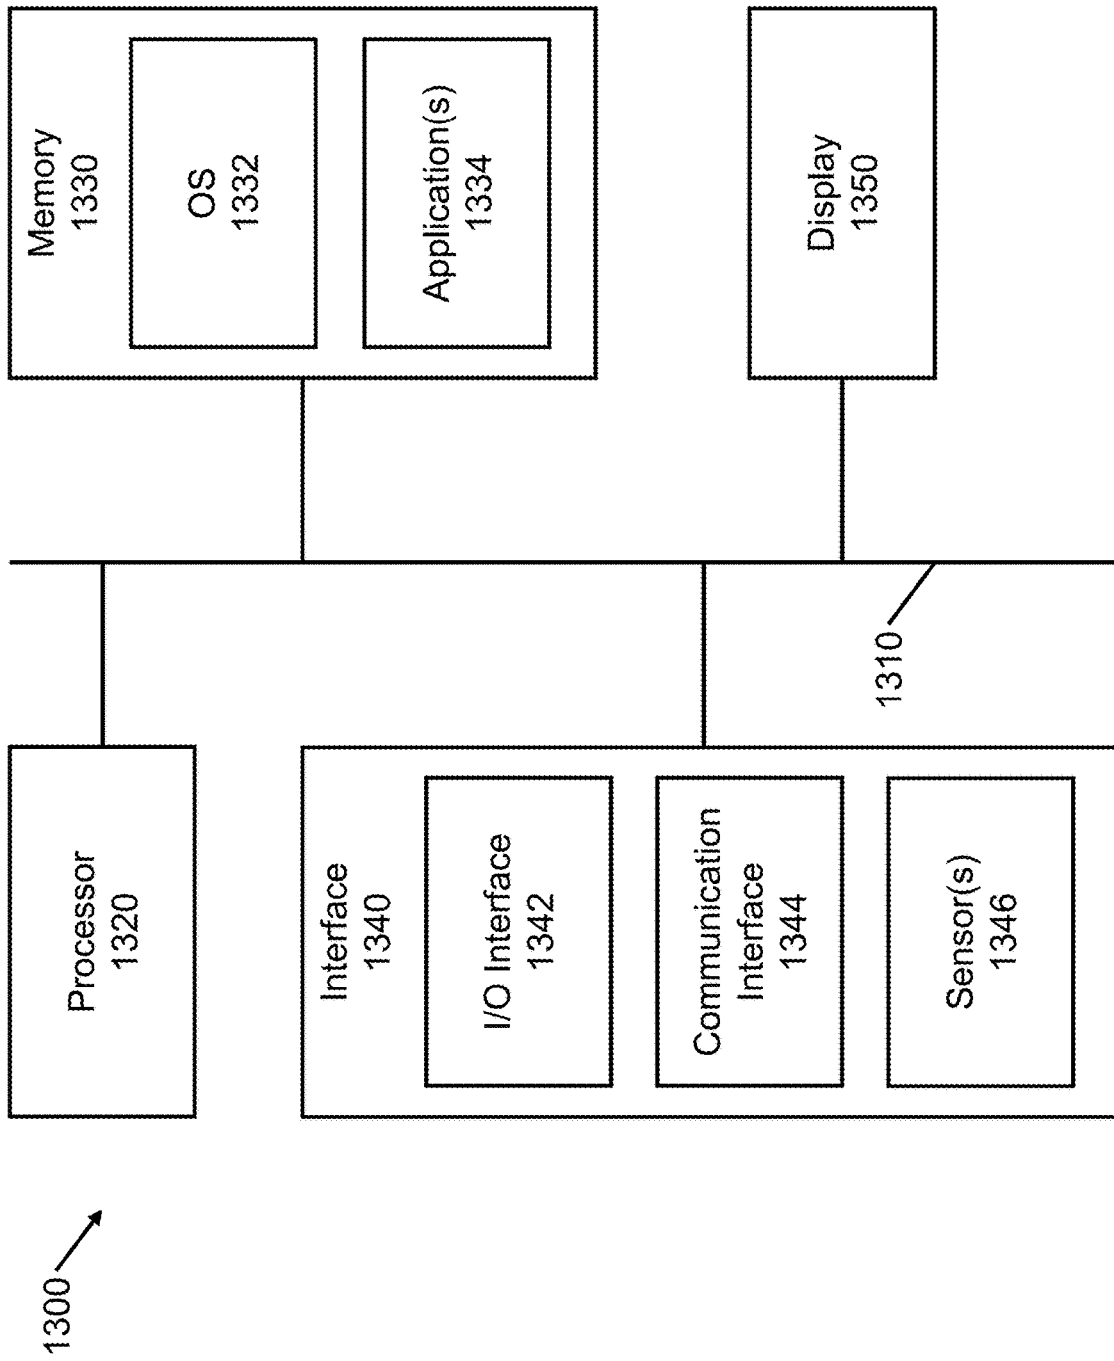 1300
Processor
1320
Interface
1340
I/O Interface
1342
Communication
Interface
1344
Sensor(s)
1346
1310
Memory
1330
OS
1332
Application(s)
1334
Display
1350